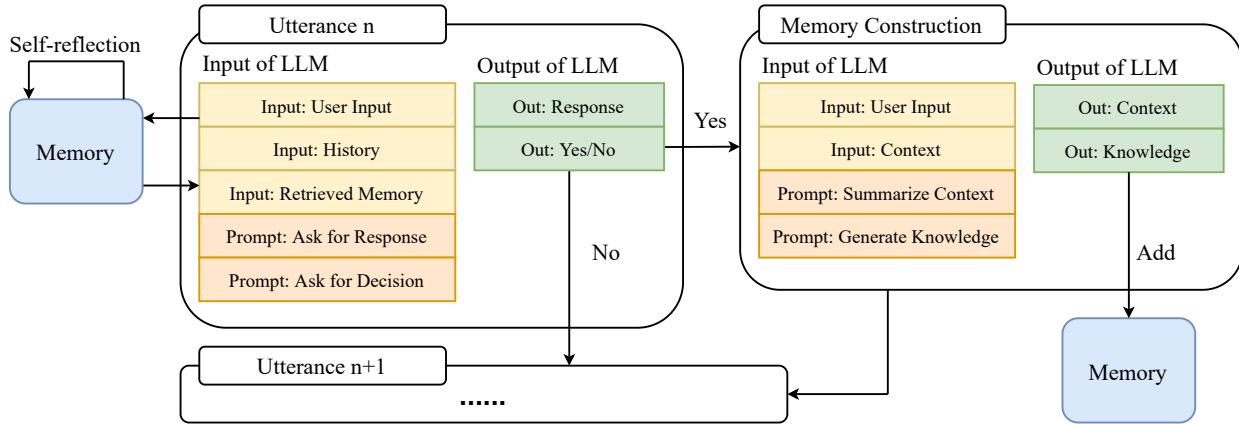 Self-reflection
Memory
Utterance n
Input of LLM
Input: User Input
Input: History
Input: Retrieved Memory
Prompt: Ask for Response
Prompt: Ask for Decision
Output of LLM
Out: Response
Out: Yes/No
Yes
No
Memory Construction
Input of LLM
Input: User Input
Input: Context
Prompt: Summarize Context
Prompt: Generate Knowledge
Output of LLM
Out: Context
Out: Knowledge
Add
Memory
Utterance n+1
......